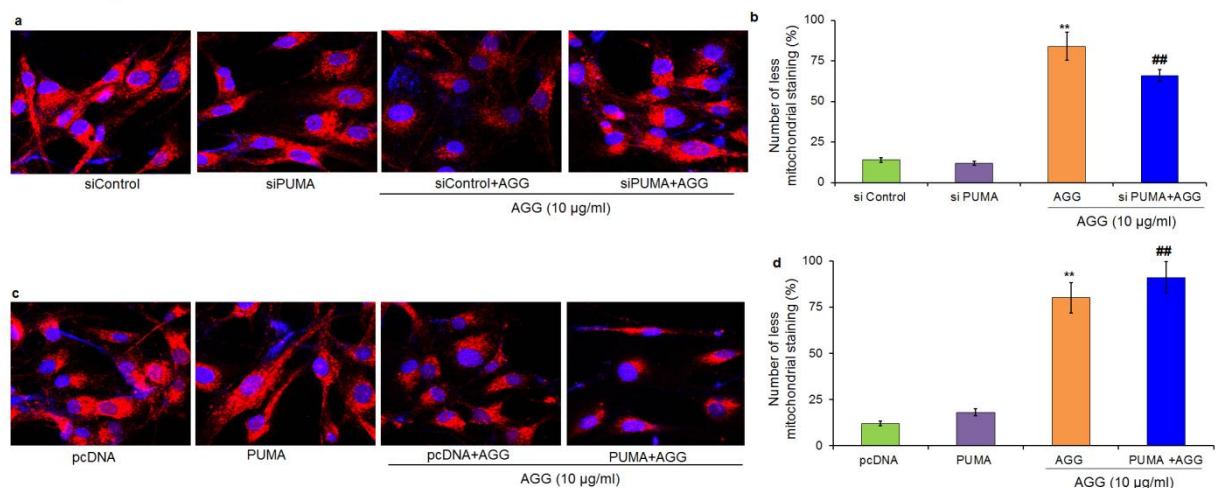 a
siControl
siPUMA
siControl+AGG
siPUMA+AGG
AGG (10 µg/ml)
b
Number of less
mitochondrial staining (%)
100
75
50
25
0
**
##
si Control
si PUMA
AGG
si PUMA+AGG
AGG (10 µg/ml)
c
pcDNA
PUMA
pcDNA+AGG
PUMA+AGG
AGG (10 µg/ml)
d
Number of less
mitochondrial staining (%)
100
75
50
25
0
**
##
pcDNA
PUMA
AGG
PUMA +AGG
AGG (10 µg/ml)